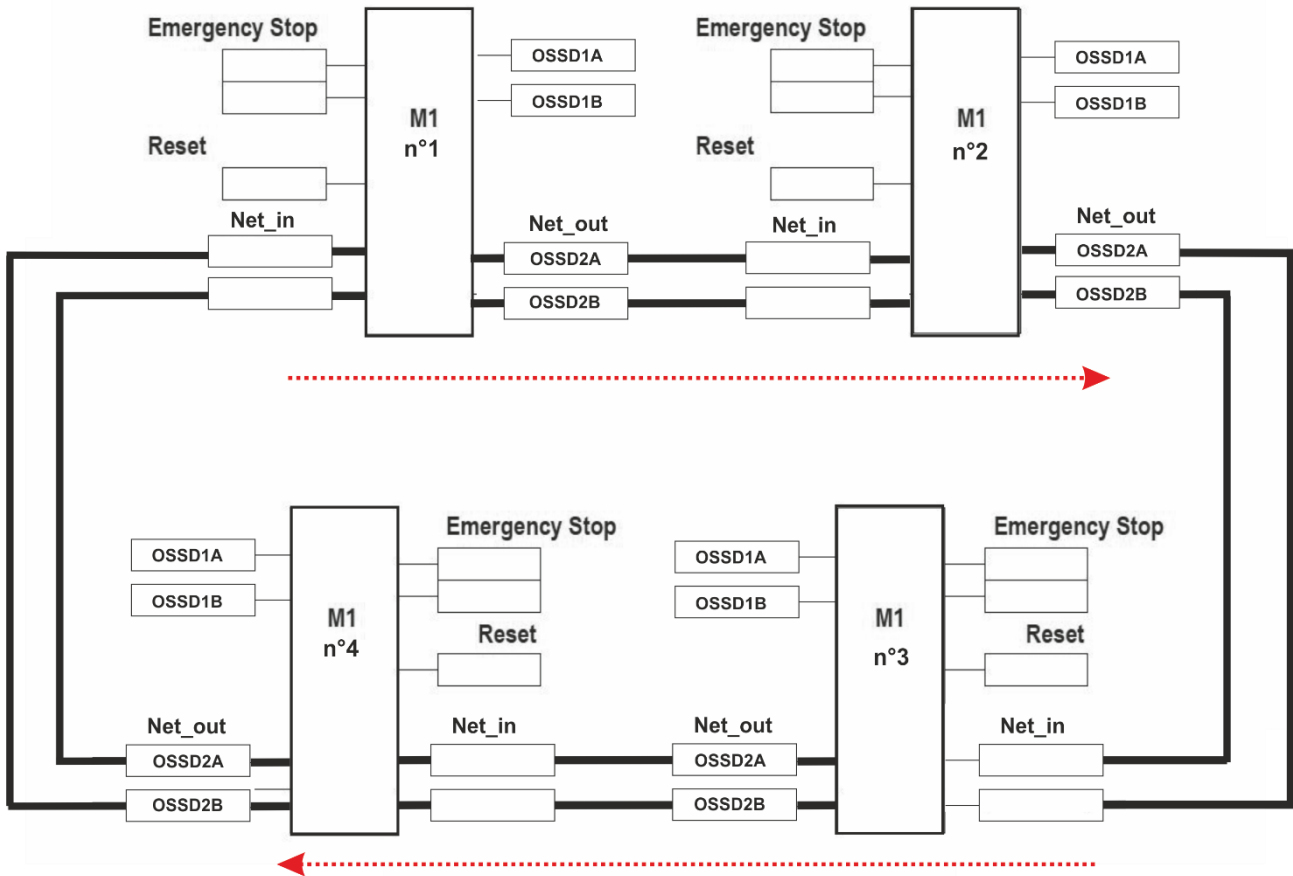 Emergency Stop
OSSD1A
OSSD1B
M1
n°1
Reset
Net_in
Net_out
OSSD2A
OSSD2B
Emergency Stop
OSSD1A
OSSD1B
M1
n°2
Reset
Net_in
Net_out
OSSD2A
OSSD2B
OSSD1A
OSSD1B
M1
n°4
Emergency Stop
Reset
Net_out
OSSD2A
OSSD2B
Net_in
OSSD1A
OSSD1B
M1
n°3
Emergency Stop
Reset
Net_out
OSSD2A
OSSD2B
Net_in